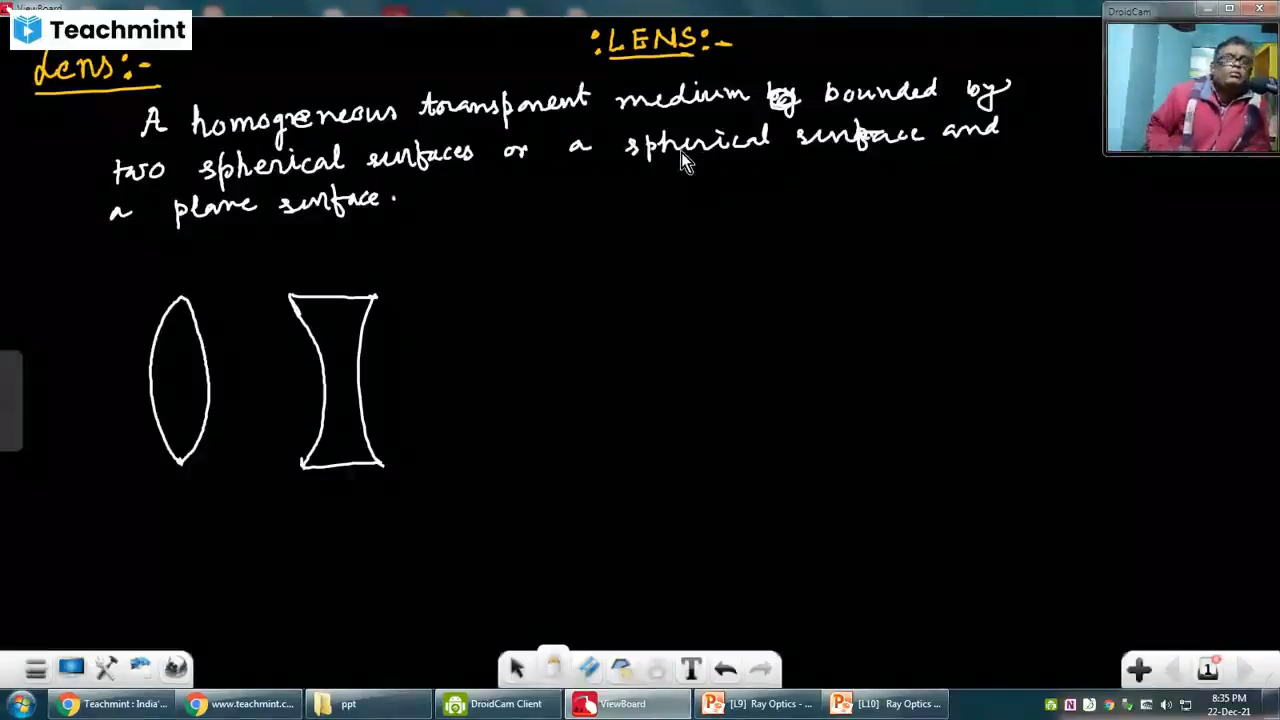 ViewBoard
DroidCam
Teachmint
: LENS :-
Lens :-
A homogeneous transparent medium bounded by
two spherical surfaces or a spherical surface and
a plane surface.
T
1
Teachmint : India'...
www.teachmint.c...
ppt
DroidCam Client
ViewBoard
[L9] Ray Optics - ...
[L10] Ray Optics ...
8:35 PM
22-Dec-21